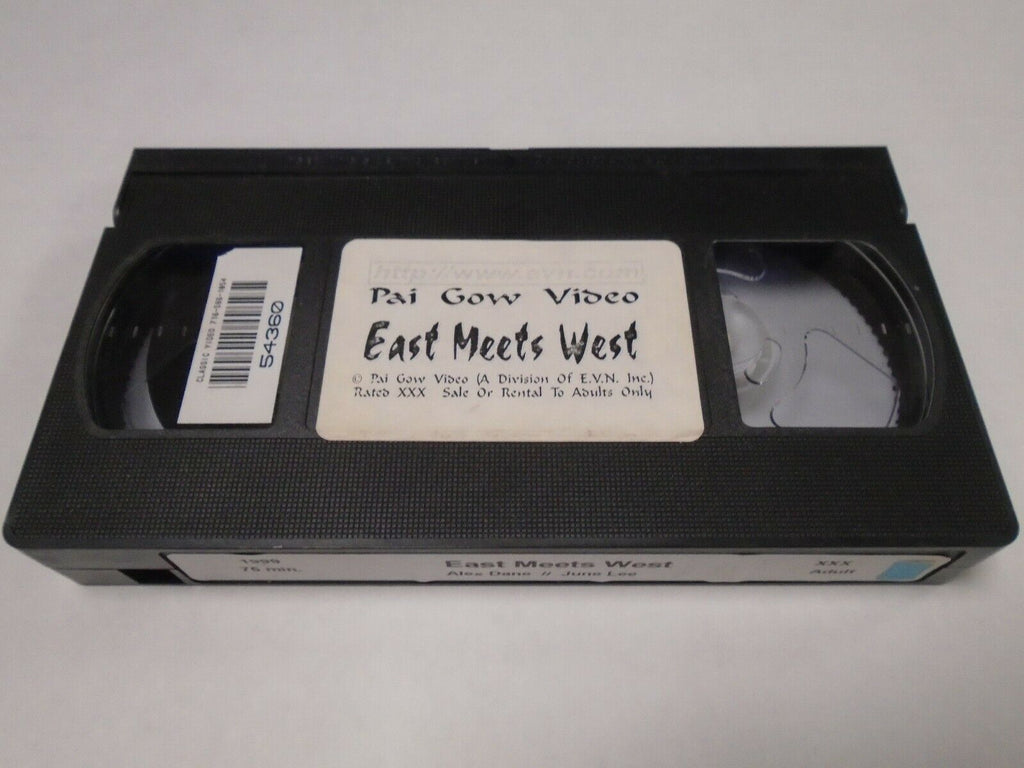 http://www.evn.com
Pai Gow Video
East Meets West
© Pai Gow Video (A Division Of E.V.N. Inc.)
Rated XXX Sale Or Rental To Adults Only
54360
1999
75 min.
East Meets West
Alex Dane // June Lee
XXX
Adult